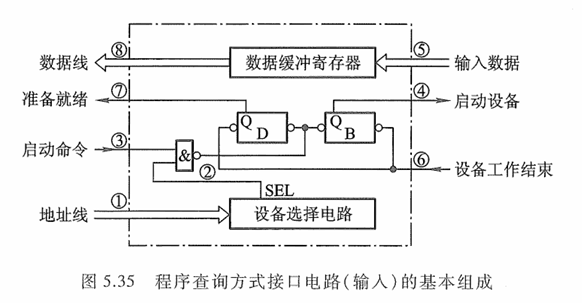 数据线 ⑧ 数据缓冲寄存器 ⑤ 输入数据
准备就绪 ⑦ Q D Q B ④ 启动设备
启动命令 ③ & ② ⑥ 设备工作结束
SEL
地址线 ① 设备选择电路
图 5.35 程序查询方式接口电路(输入)的基本组成